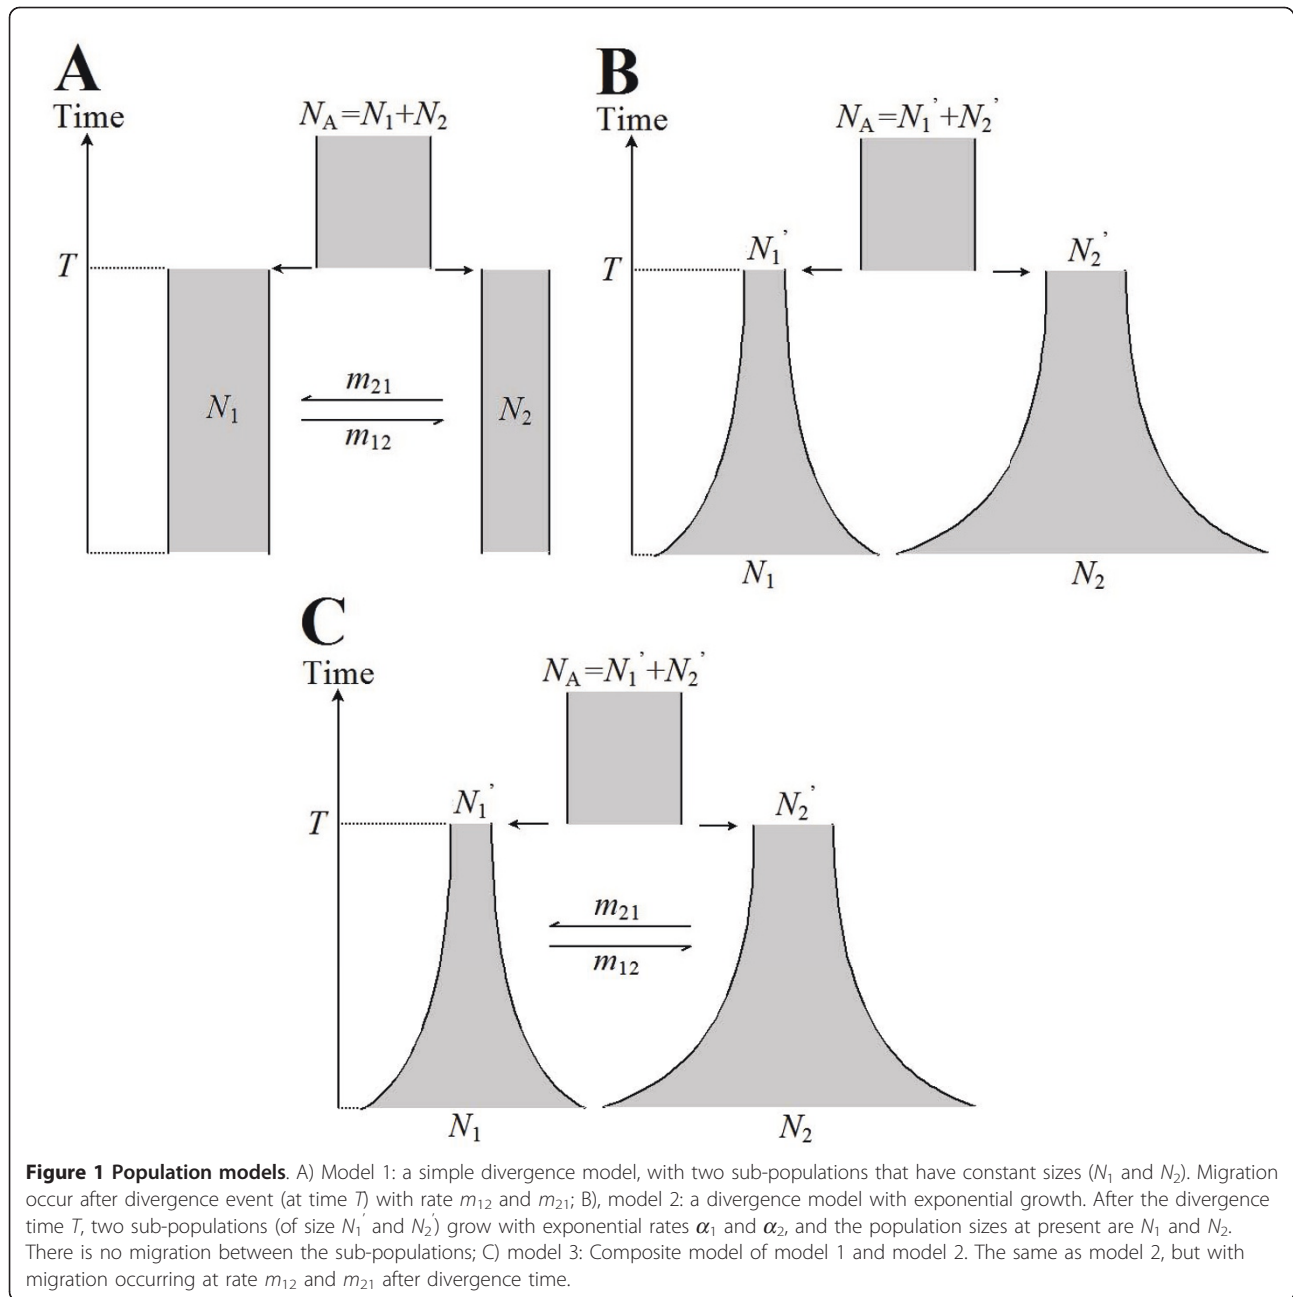 A
Time
N_A=N_1+N_2
T
N_1
m_21
m_12
N_2
B
Time
N_A=N_1'+N_2'
N_1'
N_2'
T
N_1
N_2
C
Time
N_A=N_1'+N_2'
N_1'
N_2'
T
m_21
m_12
N_1
N_2
Figure 1 Population models. A) Model 1: a simple divergence model, with two sub-populations that have constant sizes (N_1 and N_2). Migration
occur after divergence event (at time T) with rate m_12 and m_21; B), model 2: a divergence model with exponential growth. After the divergence
time T, two sub-populations (of size N_1' and N_2') grow with exponential rates α_1 and α_2, and the population sizes at present are N_1 and N_2.
There is no migration between the sub-populations; C) model 3: Composite model of model 1 and model 2. The same as model 2, but with
migration occurring at rate m_12 and m_21 after divergence time.